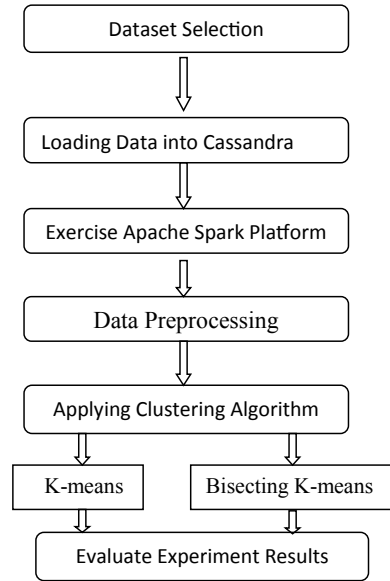 Dataset Selection
Loading Data into Cassandra
Exercise Apache Spark Platform
Data Preprocessing
Applying Clustering Algorithm
K-means
Bisecting K-means
Evaluate Experiment Results